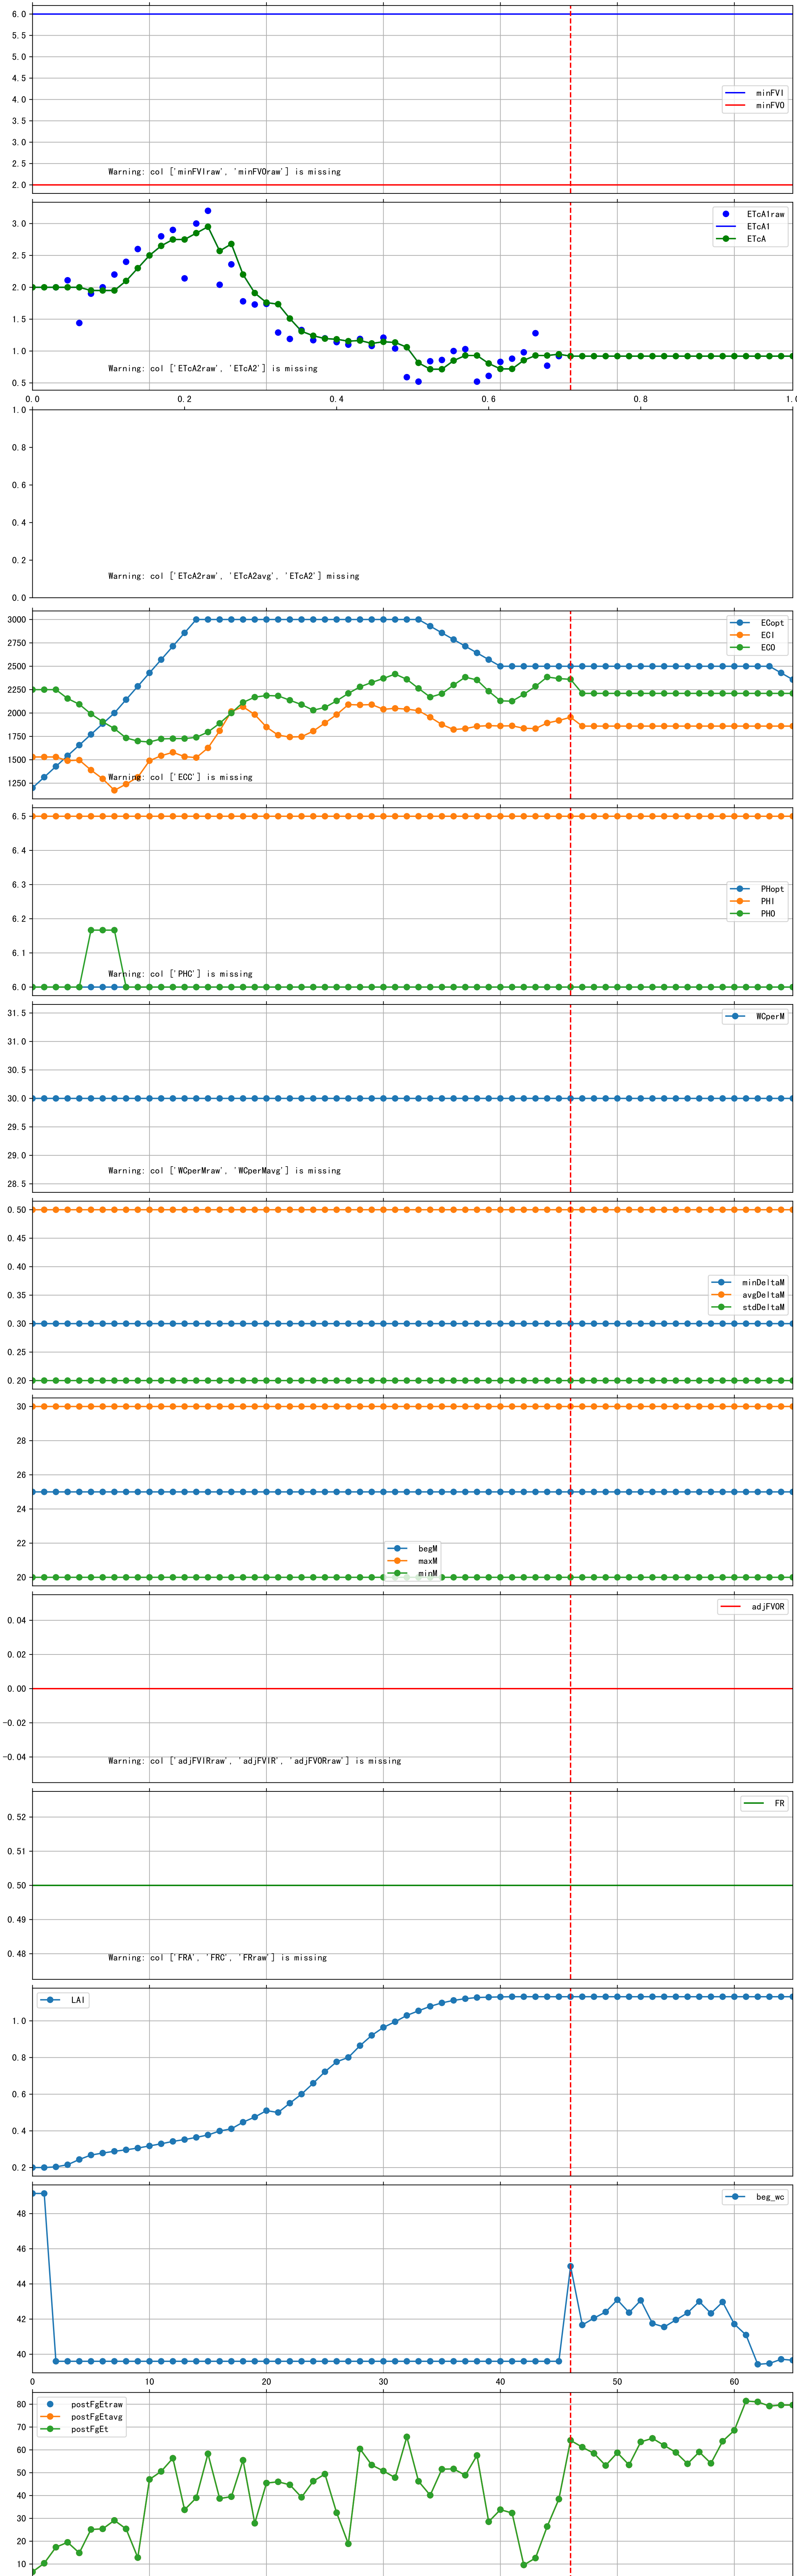 6.0
5.5
5.0
4.5
4.0
3.5
3.0
2.5
2.0
minFVI
minFVO
Warning: col ['minFVIraw', 'minFVOraw'] is missing
3.0
2.5
2.0
1.5
1.0
0.5
ETcA1raw
ETcA1
ETcA
Warning: col ['ETcA2raw', 'ETcA2'] is missing
0.0 0.2 0.4 0.6 0.8 1.0
1.0
0.8
0.6
0.4
0.2
0.0
Warning: col ['ETcA2raw', 'ETcA2avg', 'ETcA2'] missing
3000
2750
2500
2250
2000
1750
1500
1250
ECopt
ECI
ECO
Warning: col ['ECC'] is missing
6.5
6.4
6.3
6.2
6.1
6.0
PHopt
PHI
PHO
Warning: col ['PHC'] is missing
31.5
31.0
30.5
30.0
29.5
29.0
28.5
WCperM
Warning: col ['WCperMraw', 'WCperMavg'] is missing
0.50
0.45
0.40
0.35
0.30
0.25
0.20
minDeltaM
avgDeltaM
stdDeltaM
30
28
26
24
22
20
begM
maxM
minM
0.04
0.02
0.00
−0.02
−0.04
adjFVOR
Warning: col ['adjFVIRraw', 'adjFVIR', 'adjFVORraw'] is missing
0.52
0.51
0.50
0.49
0.48
FR
Warning: col ['FRA', 'FRC', 'FRraw'] is missing
1.0
0.8
0.6
0.4
0.2
LAI
48
46
44
42
40
beg_wc
0 10 20 30 40 50 60
80
70
60
50
40
30
20
10
postFgEtraw
postFgEtavg
postFgEt